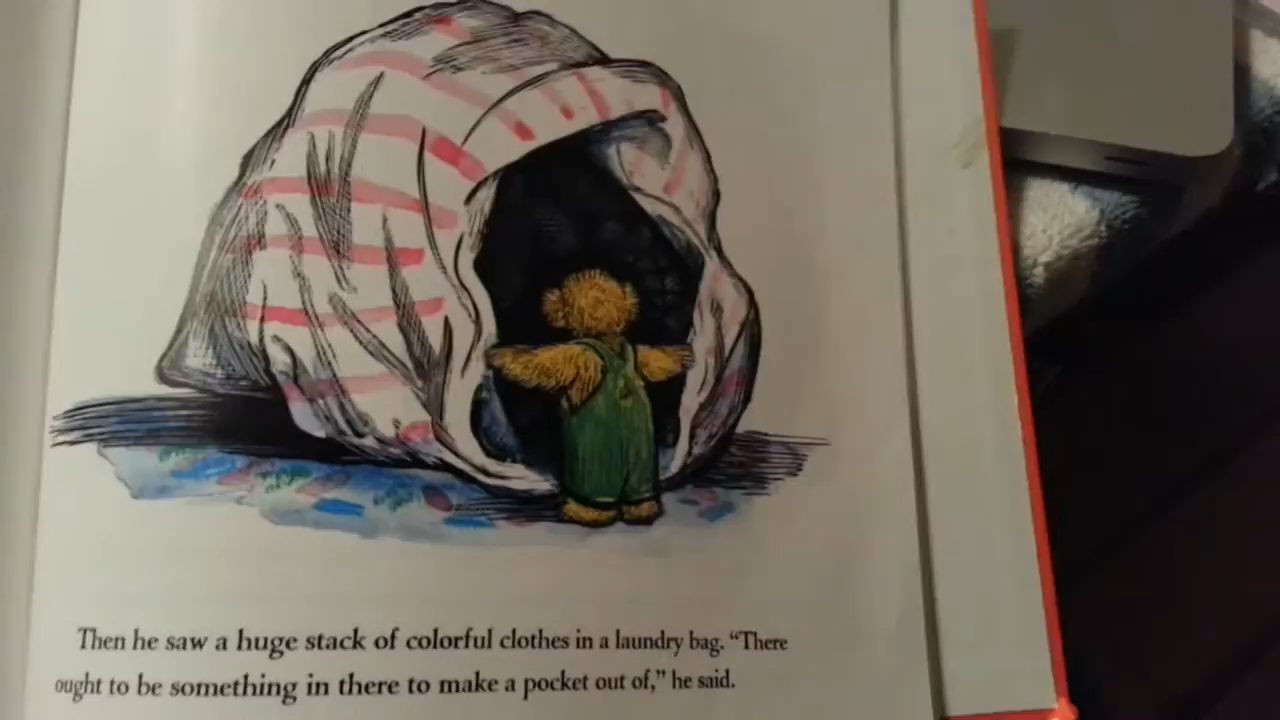 Then he saw a huge stack of colorful clothes in a laundry bag. “There
ought to be something in there to make a pocket out of,” he said.